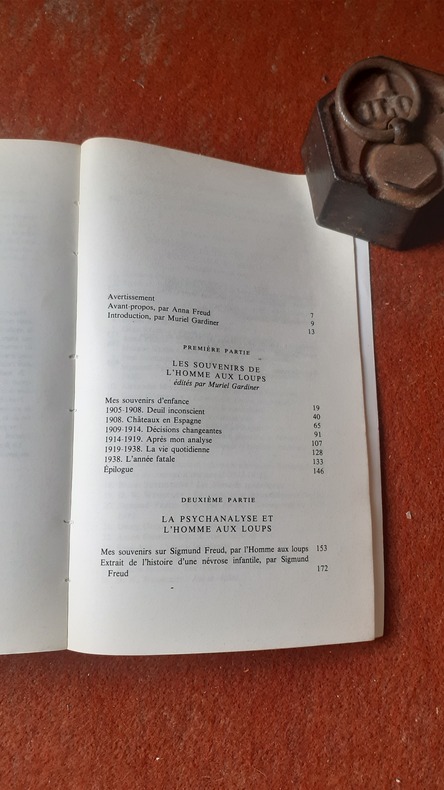 Avertissement 7
Avant-propos, par Anna Freud 9
Introduction, par Muriel Gardiner 13
PREMIÈRE PARTIE
LES SOUVENIRS DE
L'HOMME AUX LOUPS
édités par Muriel Gardiner
Mes souvenirs d'enfance 19
1905-1908. Deuil inconscient 40
1908. Châteaux en Espagne 65
1909-1914. Décisions changeantes 91
1914-1919. Après mon analyse 107
1919-1938. La vie quotidienne 128
1938. L'année fatale 133
Épilogue 146
DEUXIÈME PARTIE
LA PSYCHANALYSE ET
L'HOMME AUX LOUPS
Mes souvenirs sur Sigmund Freud, par l'Homme aux loups 153
Extrait de l'histoire d'une névrose infantile, par Sigmund
Freud 172